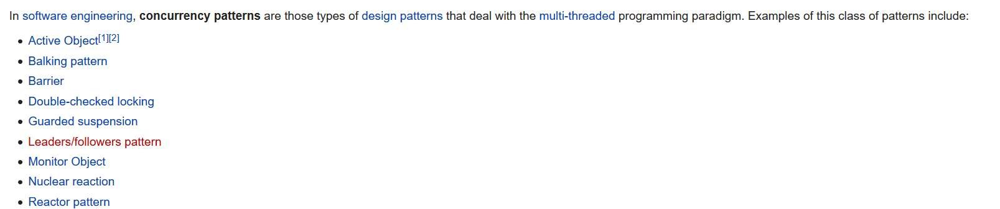 In software engineering, concurrency patterns are those types of design patterns that deal with the multi-threaded programming paradigm. Examples of this class of patterns include:
• Active Object[1][2]
• Balking pattern
• Barrier
• Double-checked locking
• Guarded suspension
• Leaders/followers pattern
• Monitor Object
• Nuclear reaction
• Reactor pattern